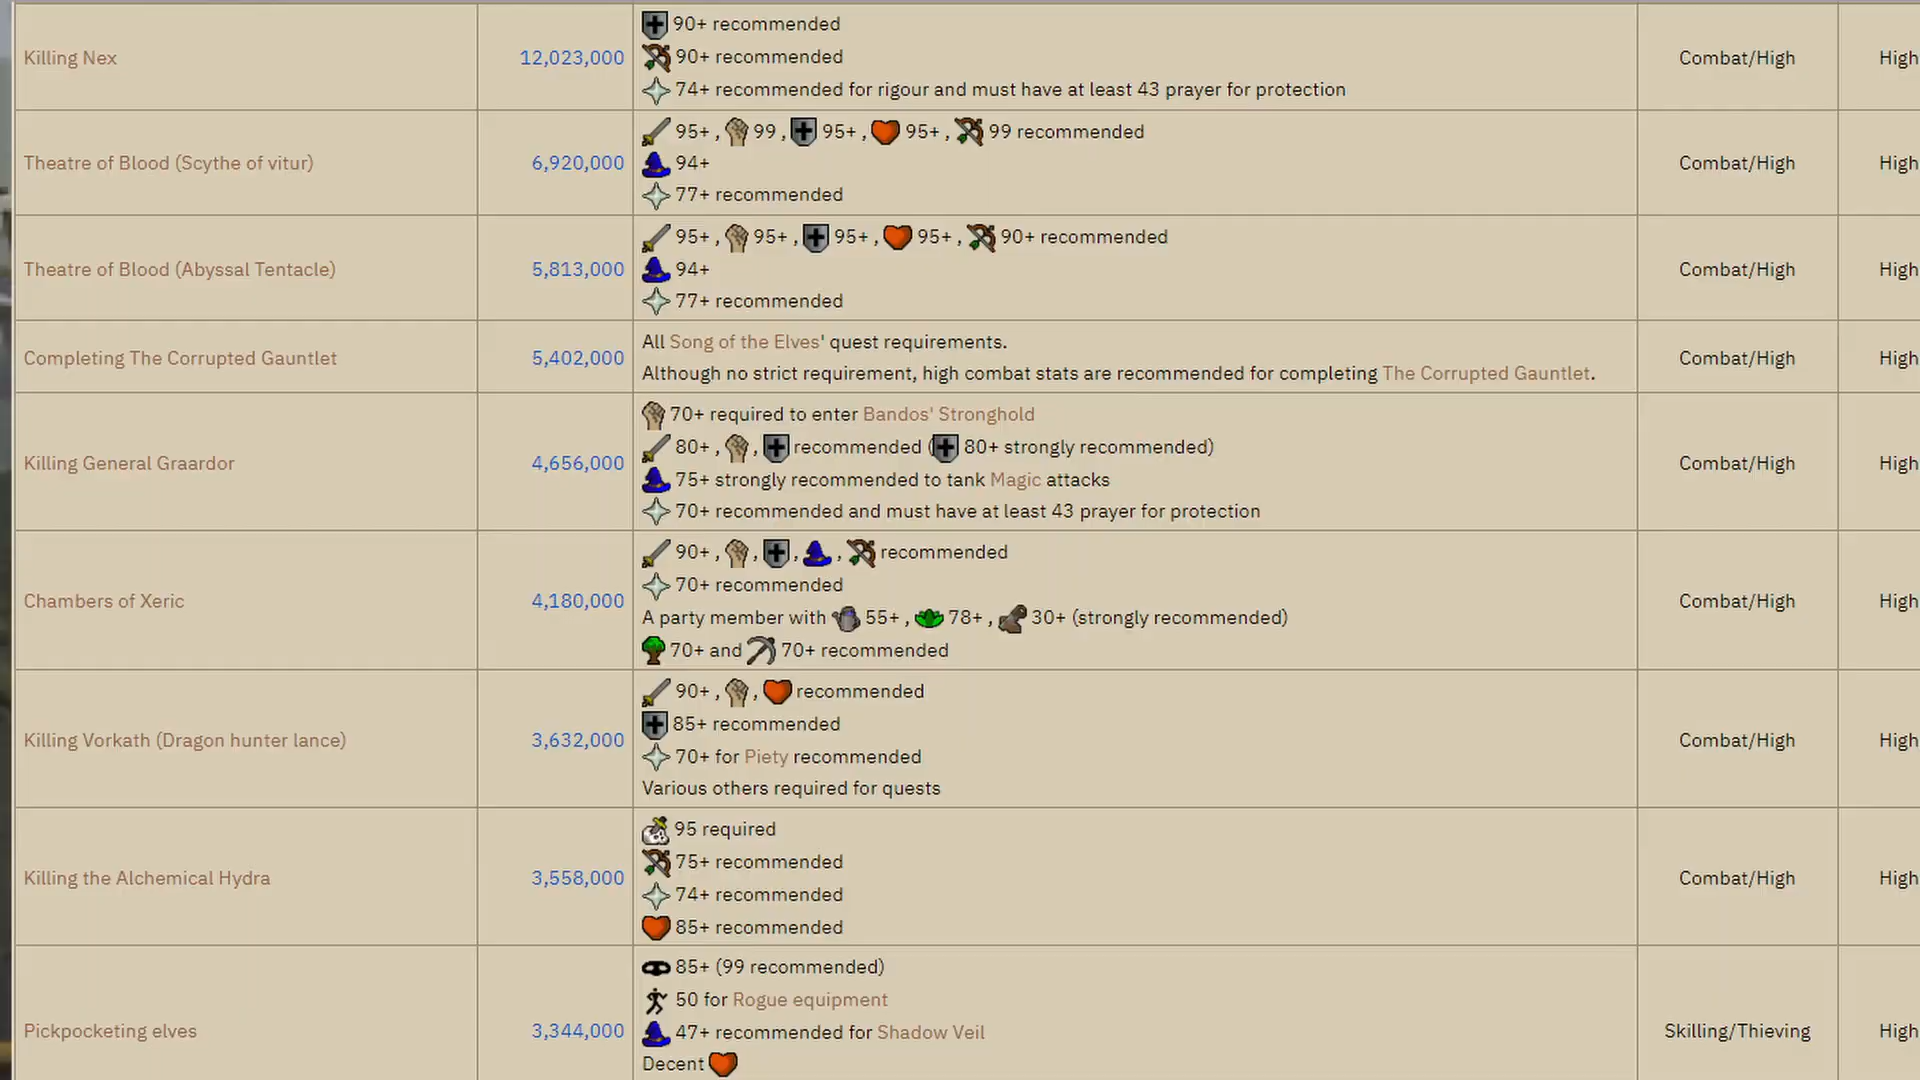 Killing Nex
12,023,000
90+ recommended
90+ recommended
74+ recommended for rigour and must have at least 43 prayer for protection
Combat/High
High
Theatre of Blood (Scythe of vitur)
6,920,000
95+ , 99 , 95+ , 95+ , 99 recommended
94+
77+ recommended
Combat/High
High
Theatre of Blood (Abyssal Tentacle)
5,813,000
95+ , 95+ , 95+ , 95+ , 90+ recommended
94+
77+ recommended
Combat/High
High
Completing The Corrupted Gauntlet
5,402,000
All Song of the Elves' quest requirements.
Although no strict requirement, high combat stats are recommended for completing The Corrupted Gauntlet.
Combat/High
High
Killing General Graardor
4,656,000
70+ required to enter Bandos' Stronghold
80+ , , recommended ( 80+ strongly recommended)
75+ strongly recommended to tank Magic attacks
70+ recommended and must have at least 43 prayer for protection
Combat/High
High
Chambers of Xeric
4,180,000
90+ , , , , recommended
70+ recommended
A party member with 55+ , 78+ , 30+ (strongly recommended)
70+ and 70+ recommended
Combat/High
High
Killing Vorkath (Dragon hunter lance)
3,632,000
90+ , , recommended
85+ recommended
70+ for Piety recommended
Various others required for quests
Combat/High
High
Killing the Alchemical Hydra
3,558,000
95 required
75+ recommended
74+ recommended
85+ recommended
Combat/High
High
Pickpocketing elves
3,344,000
85+ (99 recommended)
50 for Rogue equipment
47+ recommended for Shadow Veil
Decent
Skilling/Thieving
High